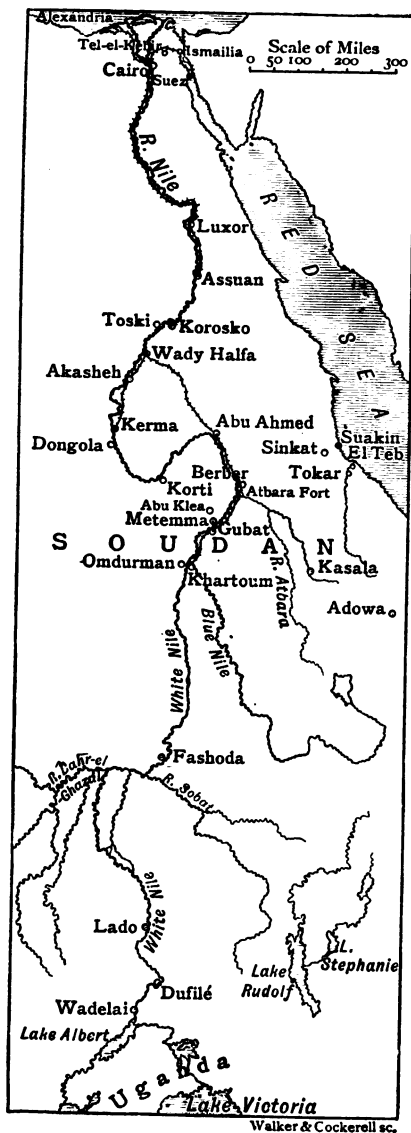 Alexandria
Tel-el-Kebir
Ismailia
Scale of Miles
0 50 100 200 300
Cairo
Suez
R. Nile
RED SEA
Luxor
Assuan
Toski
Korosko
Wady Halfa
Akasheh
Kerma
Abu Ahmed
Dongola
Sinkat
Suakin
El Teb
Berber
Tokar
Korti
Atbara Fort
Abu Klea
Metemma
Gubat
SOUDAN
Omdurman
Khartoum
R. Atbara
Kasala
Adowa
White Nile
Blue Nile
Fashoda
R. Bahr-el
Ghazal
R. Sobat
White Nile
Lado
L.
Stephanie
Lake
Rudolf
Dufilé
Wadelai
Lake Albert
Uganda
Lake Victoria
Walker & Cockerell sc.